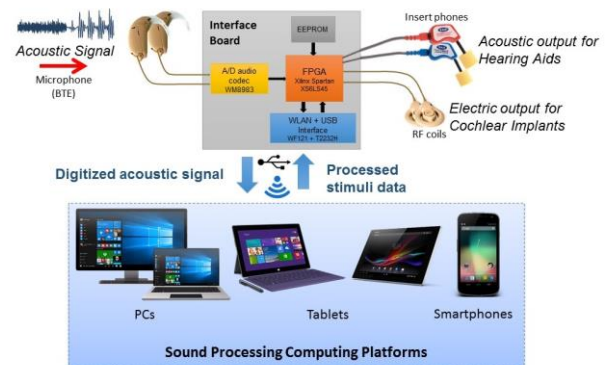 Acoustic Signal
Microphone
(BTE)
Interface
Board
EEPROM
A/D audio
codec
WM8983
FPGA
Xilinx Spartan
XS6LS45
WLAN + USB
Interface
WF121 + T2232H
Insert phones
Acoustic output for
Hearing Aids
Electric output for
Cochlear Implants
RF coils
Digitized acoustic signal
Processed
stimuli data
PCs
Tablets
Smartphones
Sound Processing Computing Platforms